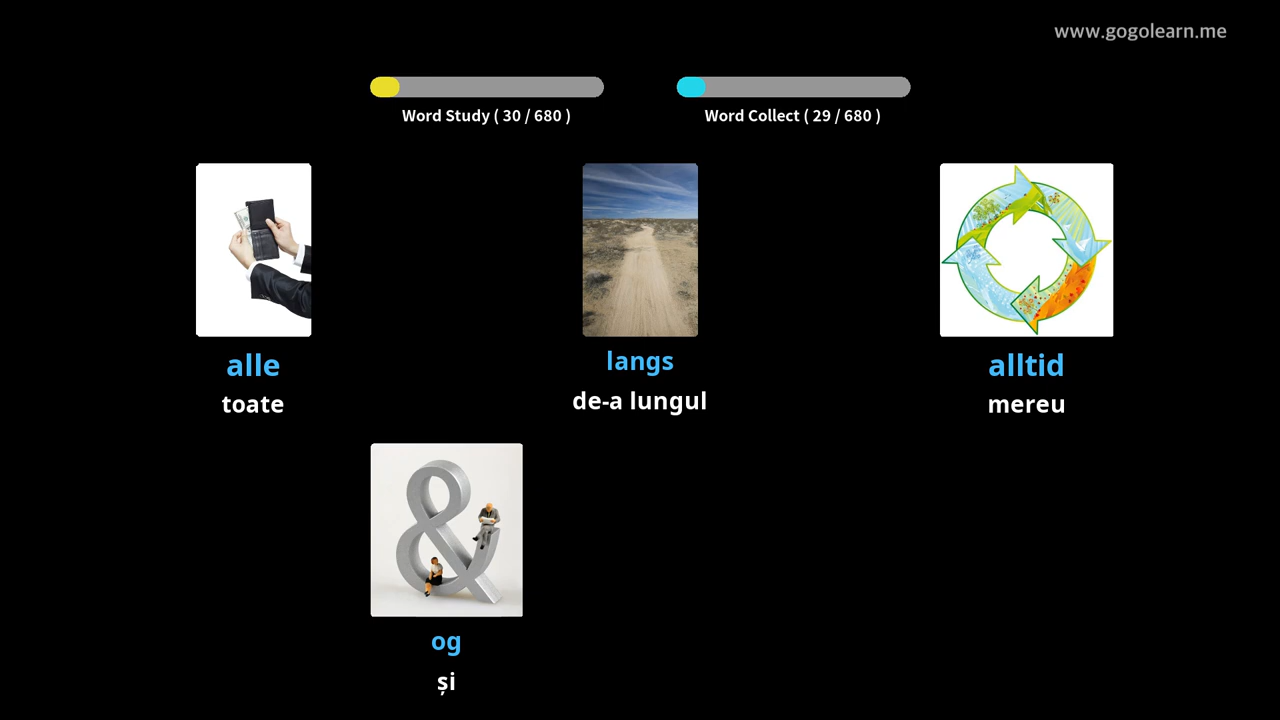 www.gogolearn.me
Word Study ( 30 / 680 )
Word Collect ( 29 / 680 )
alle
toate
langs
de-a lungul
alltid
mereu
og
și